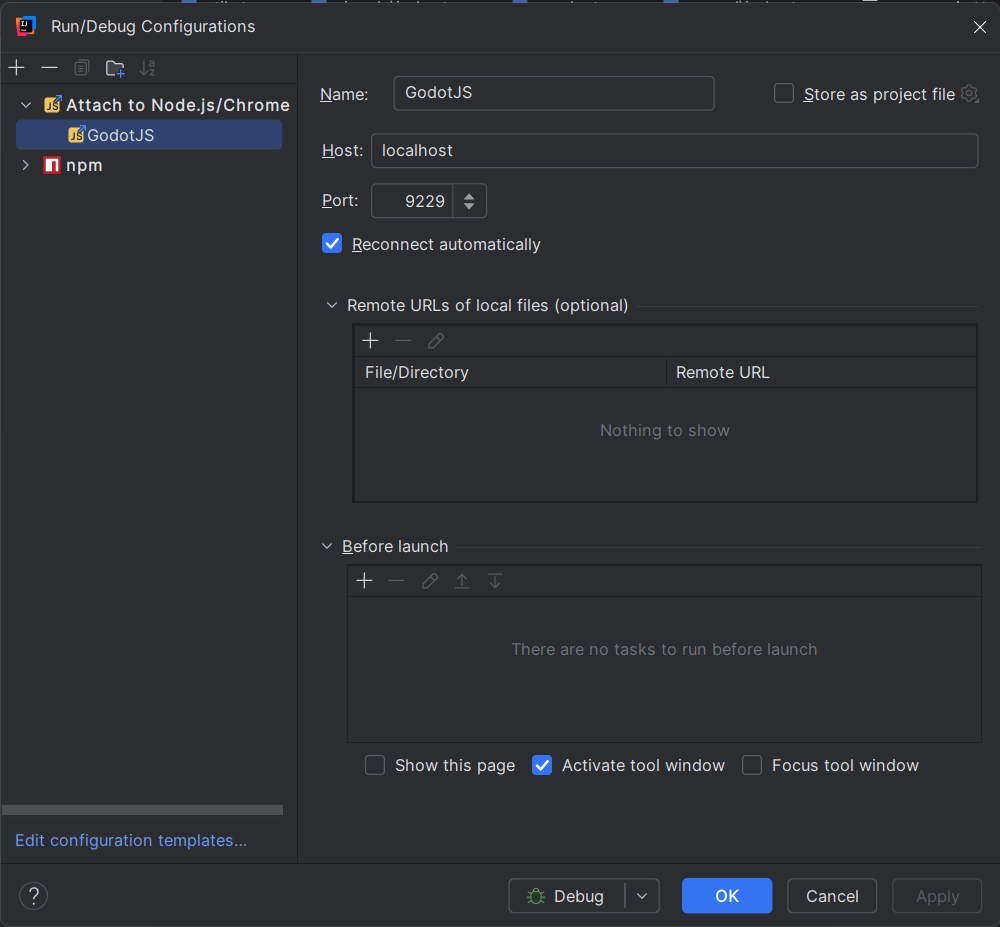 Run/Debug Configurations
Attach to Node.js/Chrome
GodotJS
npm
Edit configuration templates...
Name: GodotJS Store as project file
Host: localhost
Port: 9229
Reconnect automatically
Remote URLs of local files (optional)
File/Directory Remote URL
Nothing to show
Before launch
There are no tasks to run before launch
Show this page Activate tool window Focus tool window
? Debug OK Cancel Apply